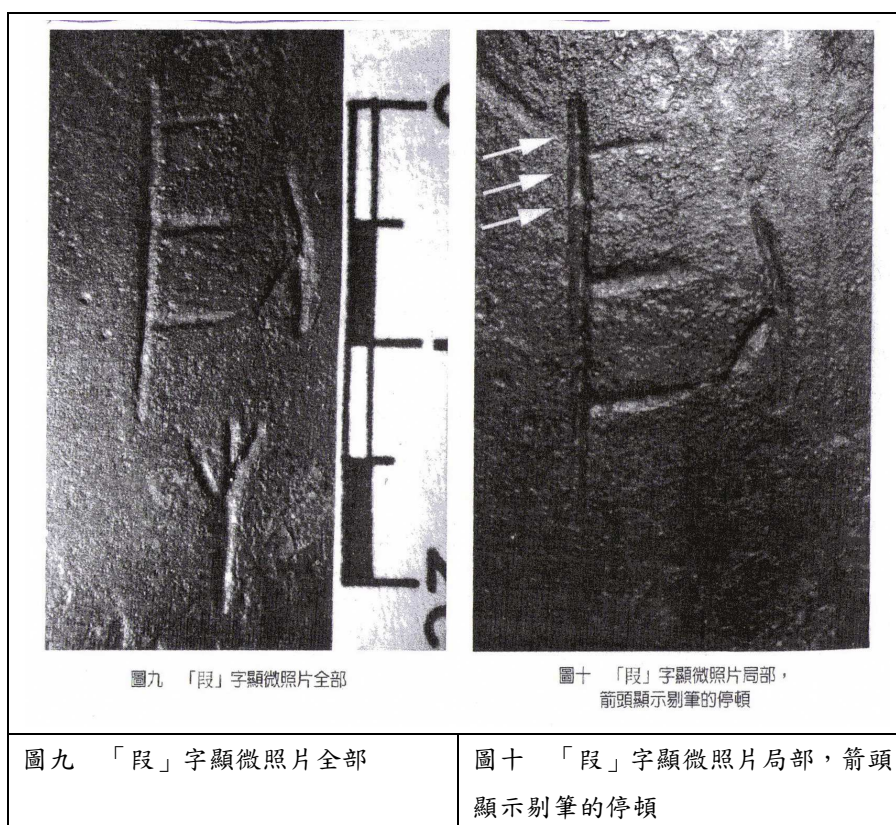 圖九　「叚」字顯微照片全部
圖十　「叚」字顯微照片局部，
箭頭顯示剔筆的停頓
圖九　「叚」字顯微照片全部
圖十　「叚」字顯微照片局部，箭頭
顯示剔筆的停頓